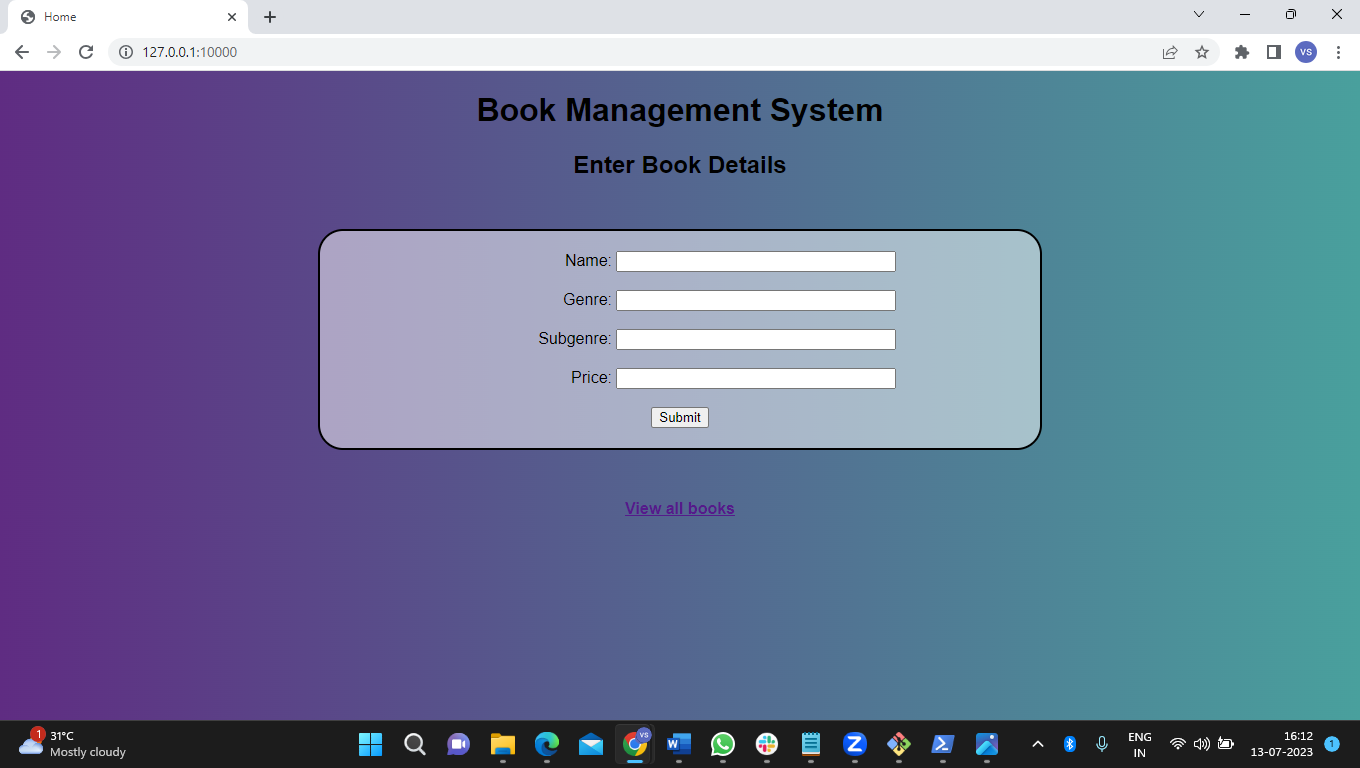 Home
127.0.0.1:10000
VS
Book Management System
Enter Book Details
Name:
Genre:
Subgenre:
Price:
Submit
View all books
1
31°C
Mostly cloudy
VS
W
Z
ENG
IN
16:12
13-07-2023
1